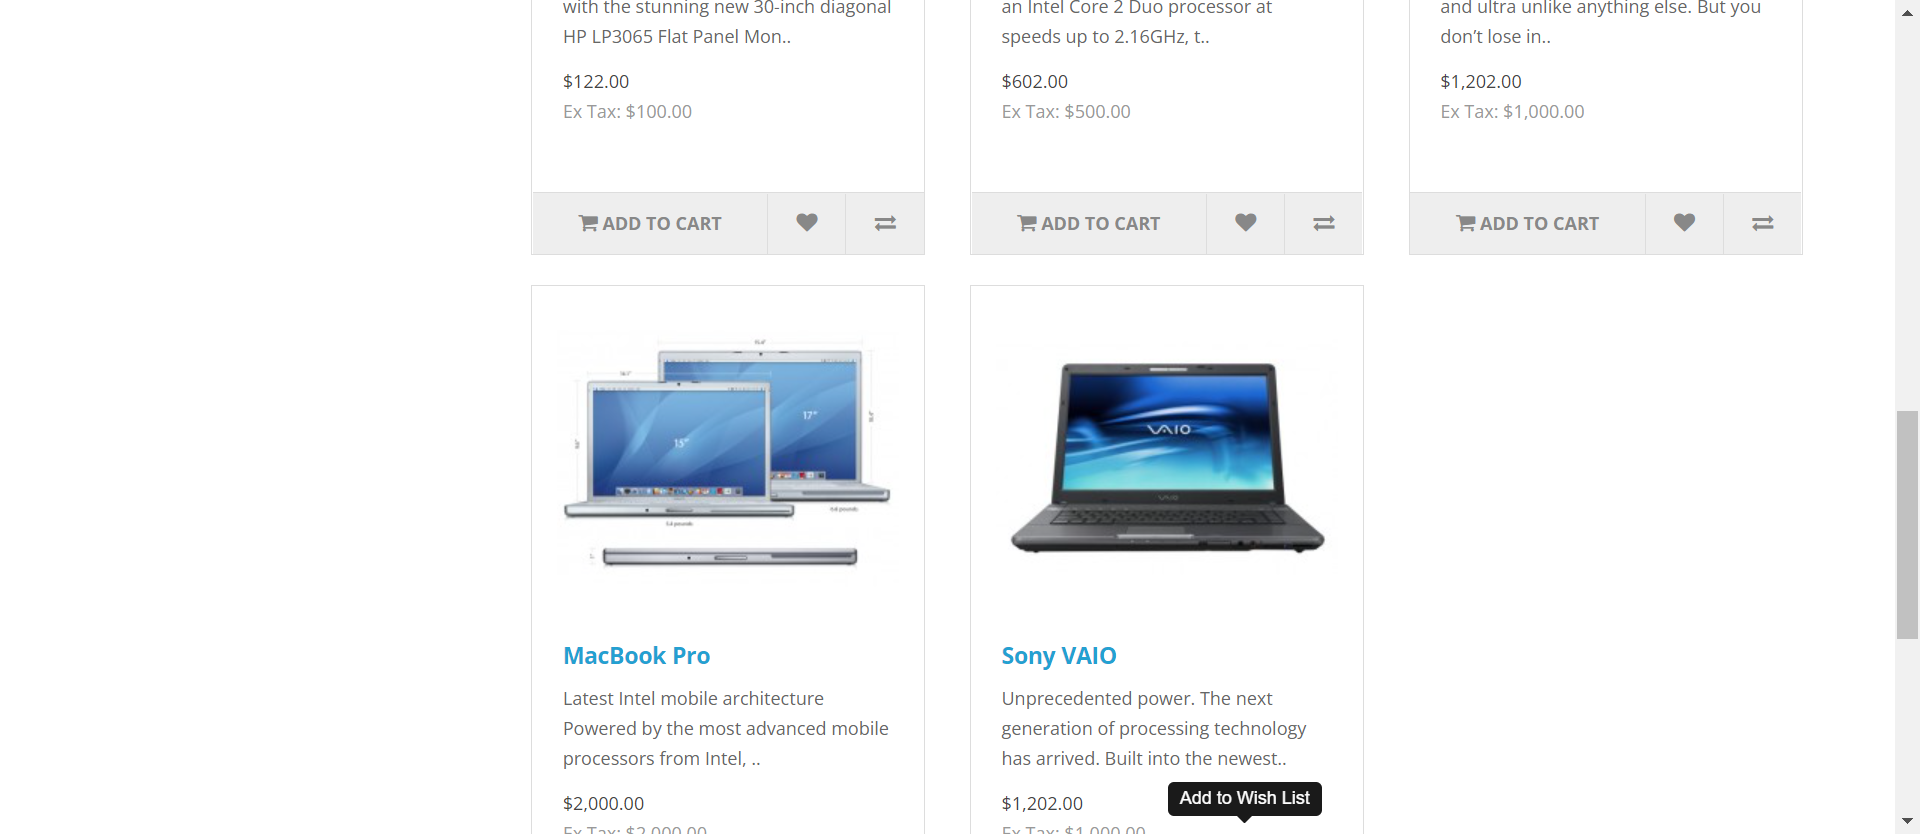 with the stunning new 30-inch diagonal
HP LP3065 Flat Panel Mon..
$122.00
Ex Tax: $100.00
ADD TO CART
an Intel Core 2 Duo processor at
speeds up to 2.16GHz, t..
$602.00
Ex Tax: $500.00
ADD TO CART
and ultra unlike anything else. But you
don’t lose in..
$1,202.00
Ex Tax: $1,000.00
ADD TO CART
15"
17"
MacBook Pro
Latest Intel mobile architecture
Powered by the most advanced mobile
processors from Intel, ..
$2,000.00
Ex Tax: $2,000.00
VAIO
VAIO
Sony VAIO
Unprecedented power. The next
generation of processing technology
has arrived. Built into the newest..
$1,202.00
Ex Tax: $1,000.00
Add to Wish List